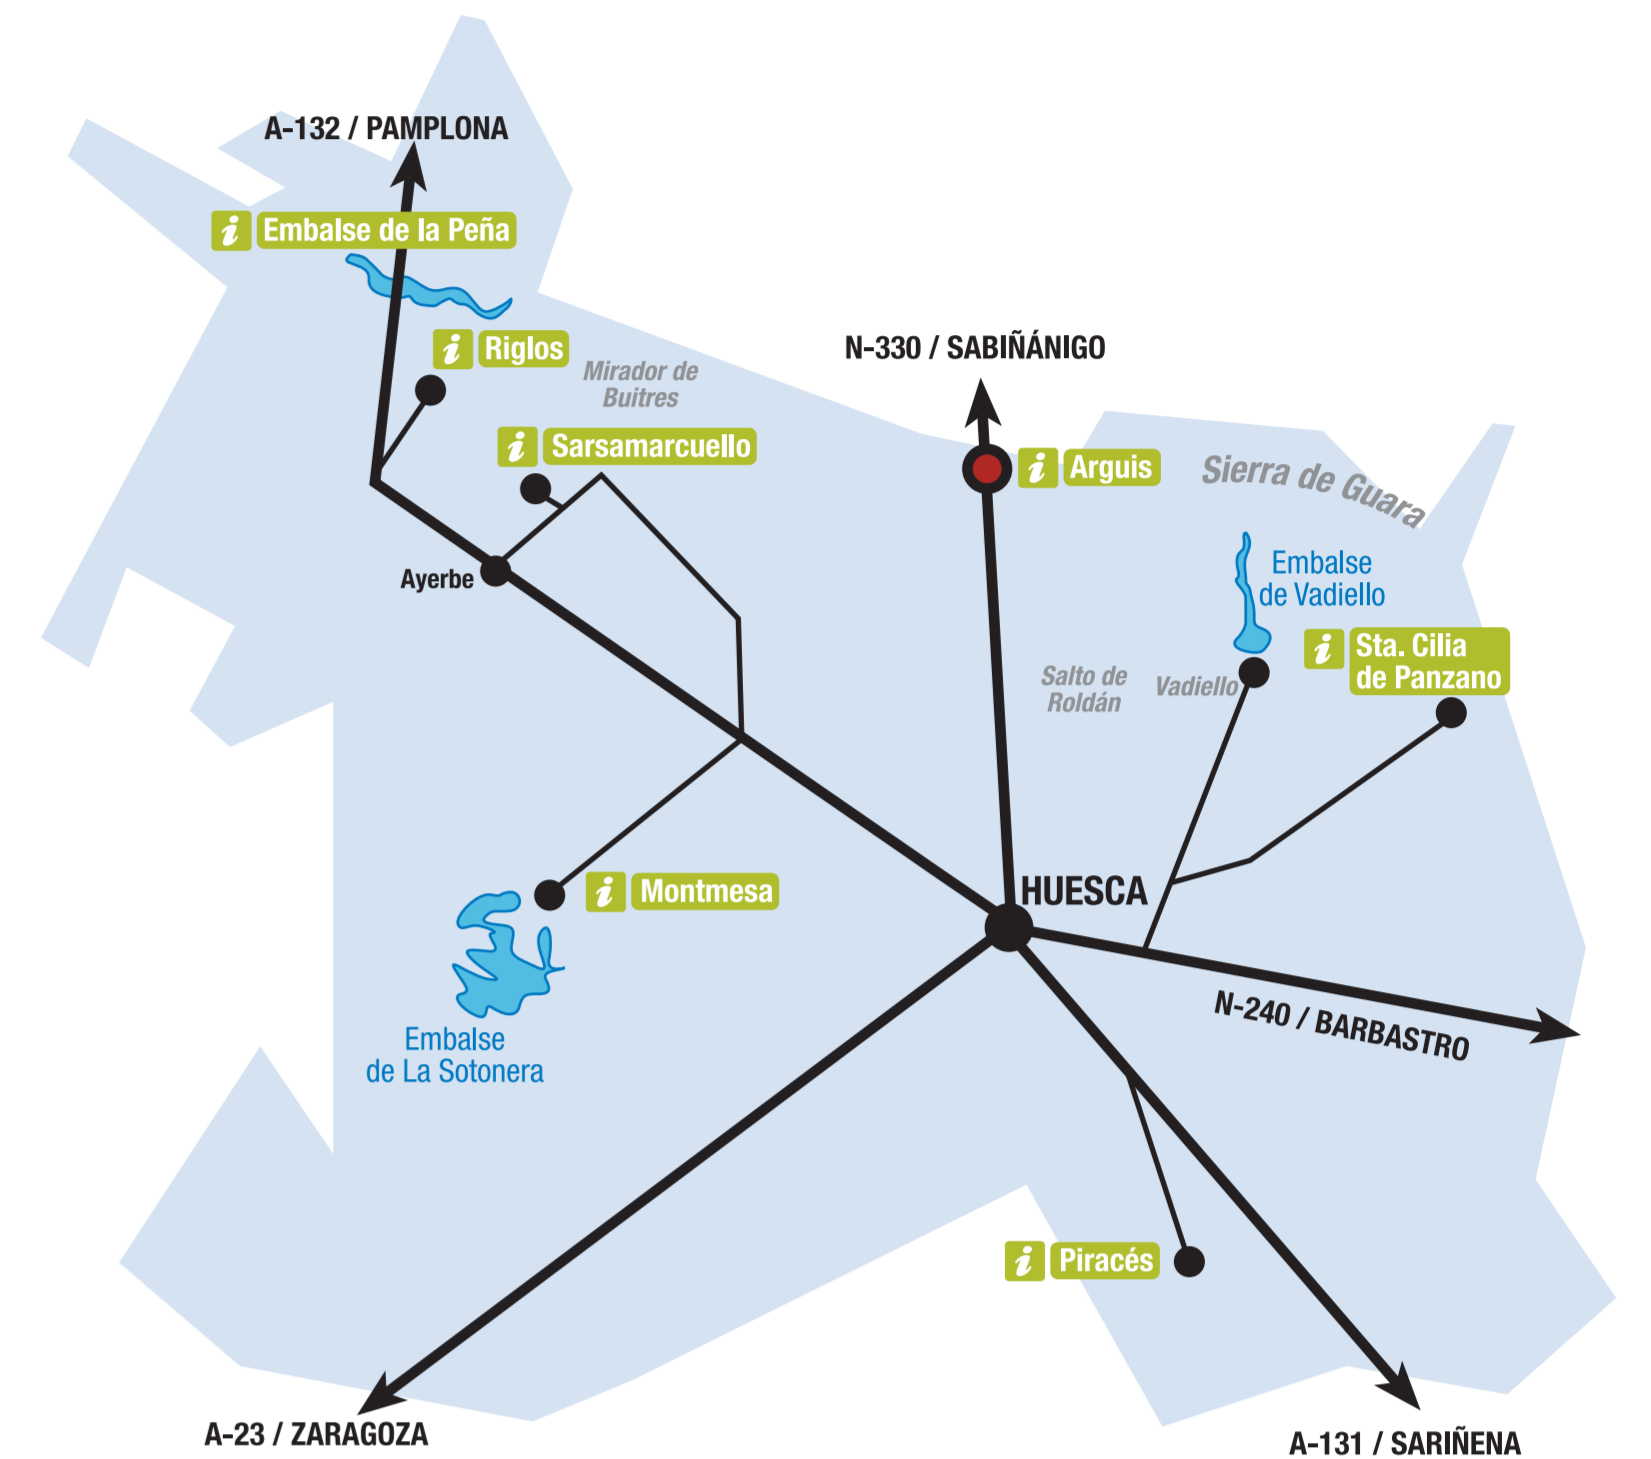 A-132 / PAMPLONA
i Embalse de la Peña
i Riglos
Mirador de
Buitres
N-330 / SABIÑÁNIGO
i Sarsamarcuello
i Arguis
Sierra de Guara
Ayerbe
Embalse
de Vadiello
i Sta. Cilia
de Panzano
Salto de
Roldán
Vadiello
HUESCA
i Montmesa
N-240 / BARBASTRO
Embalse
de La Sotonera
i Piracés
A-23 / ZARAGOZA
A-131 / SARIÑENA